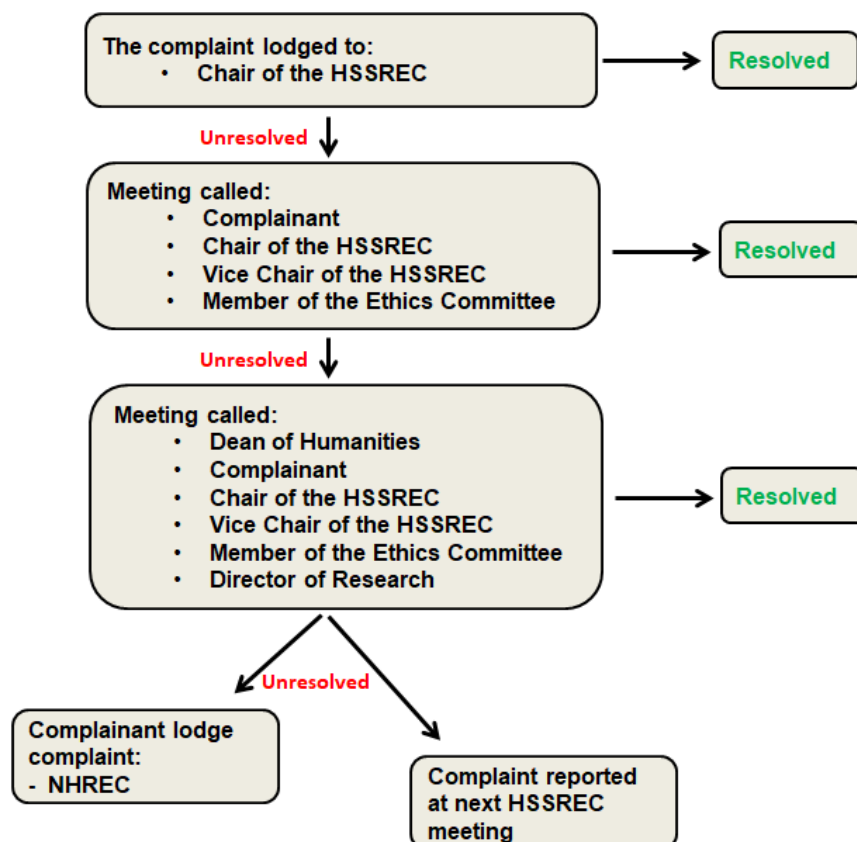 The complaint lodged to:
• Chair of the HSSREC
Resolved
Unresolved
Meeting called:
• Complainant
• Chair of the HSSREC
• Vice Chair of the HSSREC
• Member of the Ethics Committee
Resolved
Unresolved
Meeting called:
• Dean of Humanities
• Complainant
• Chair of the HSSREC
• Vice Chair of the HSSREC
• Member of the Ethics Committee
• Director of Research
Resolved
Unresolved
Complainant lodge
complaint:
- NHREC
Complaint reported
at next HSSREC
meeting